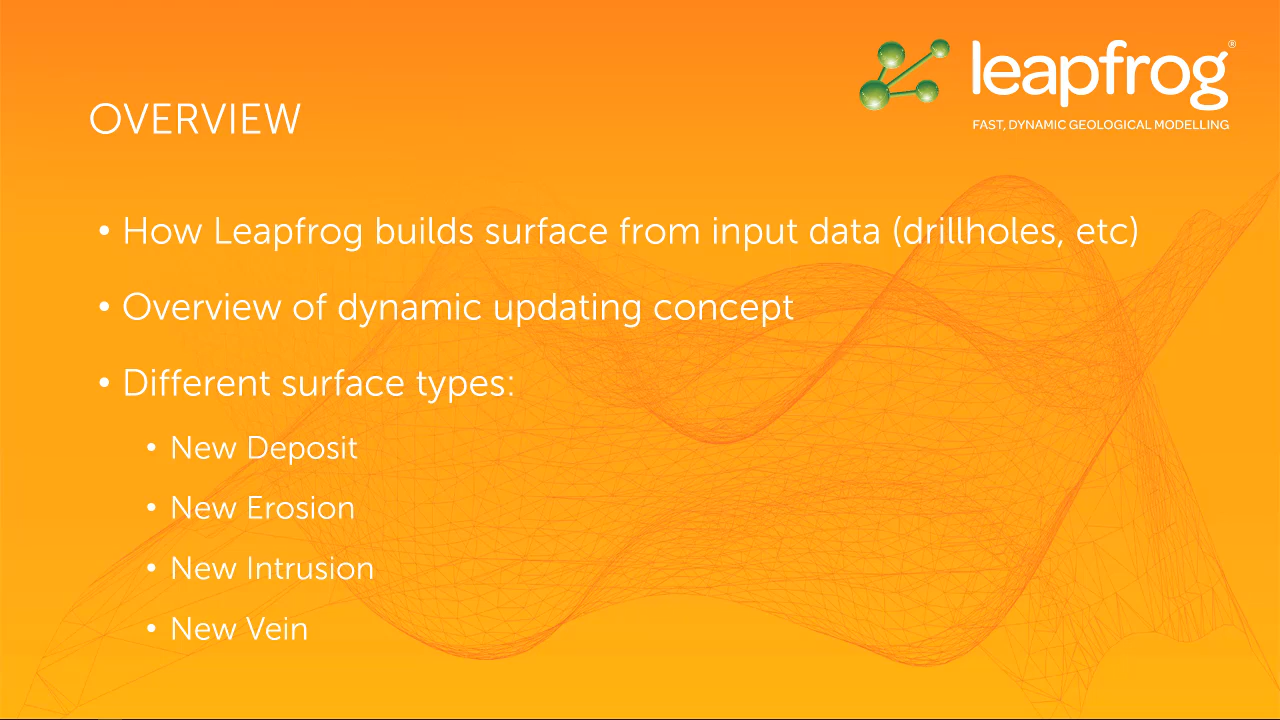 leapfrog®
FAST, DYNAMIC GEOLOGICAL MODELLING
OVERVIEW
• How Leapfrog builds surface from input data (drillholes, etc)
• Overview of dynamic updating concept
• Different surface types:
• New Deposit
• New Erosion
• New Intrusion
• New Vein